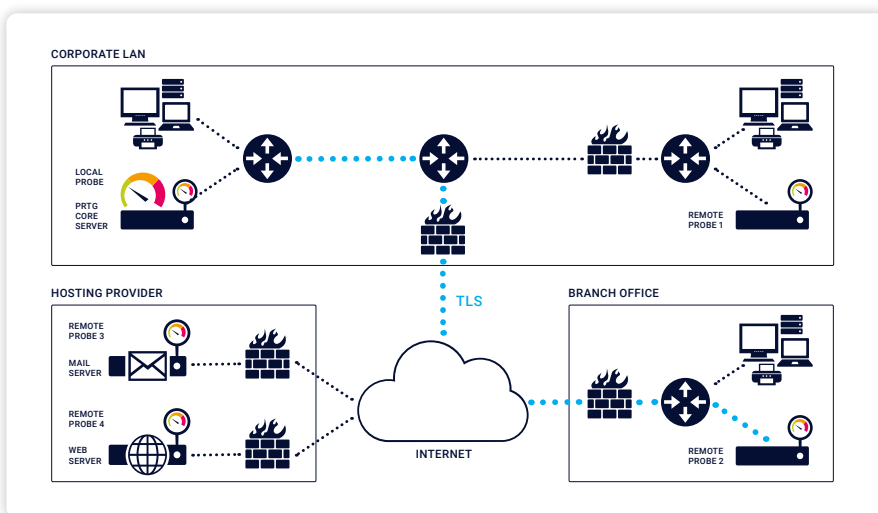 CORPORATE LAN
LOCAL
PROBE
PRTG
CORE
SERVER
REMOTE
PROBE 1
TLS
HOSTING PROVIDER
REMOTE
PROBE 3
MAIL
SERVER
REMOTE
PROBE 4
WEB
SERVER
INTERNET
BRANCH OFFICE
REMOTE
PROBE 2